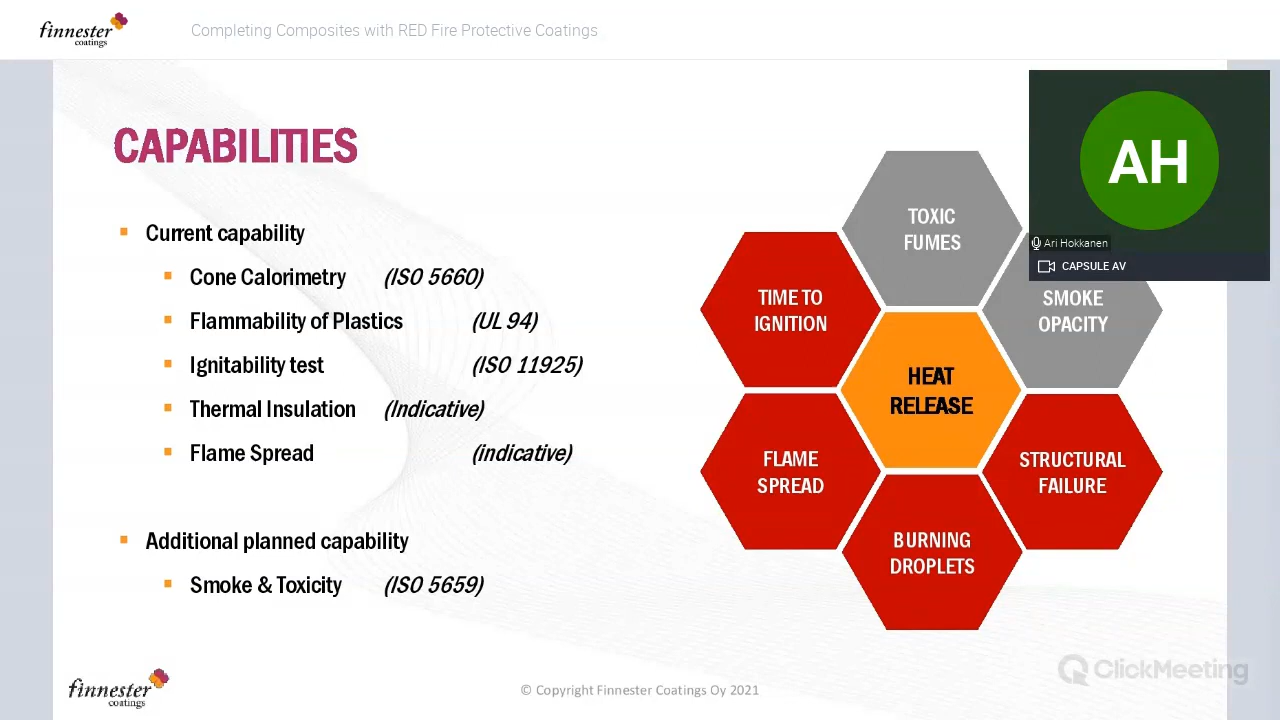 finnester
coatings
Completing Composites with RED Fire Protective Coatings
CAPABILITIES
Current capability
Cone Calorimetry (ISO 5660)
Flammability of Plastics (UL 94)
Ignitability test (ISO 11925)
Thermal Insulation (Indicative)
Flame Spread (indicative)
Additional planned capability
Smoke & Toxicity (ISO 5659)
TOXIC
FUMES
TIME TO
IGNITION
SMOKE
OPACITY
HEAT
RELEASE
FLAME
SPREAD
STRUCTURAL
FAILURE
BURNING
DROPLETS
AH
Ari Hokkanen
CAPSULE AV
finnester
coatings
© Copyright Finnester Coatings Oy 2021
ClickMeeting